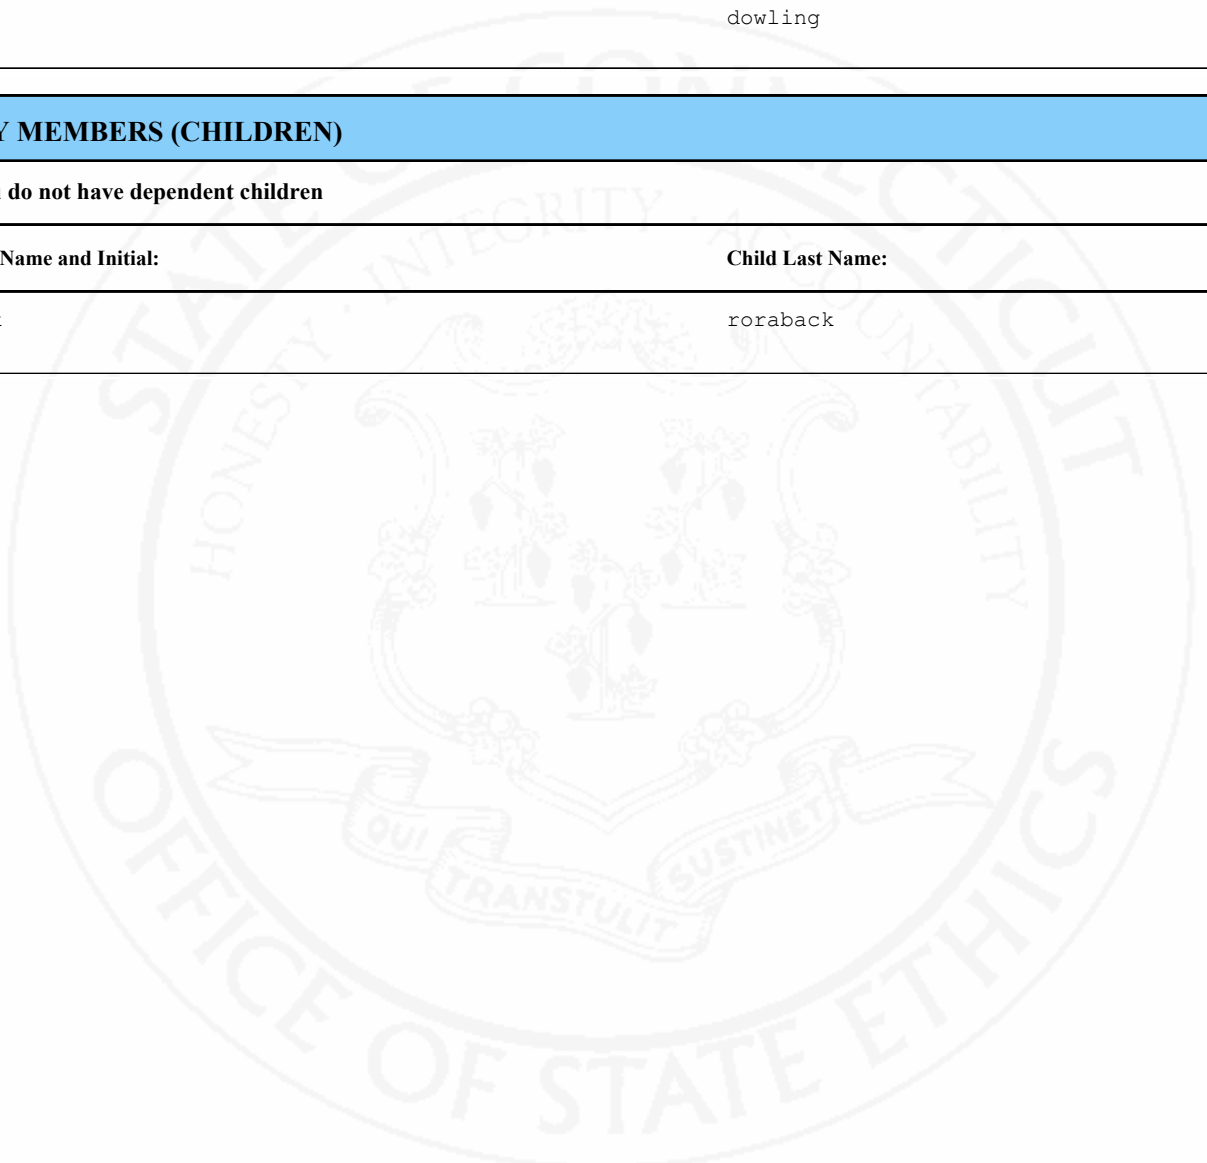 dowling
Y MEMBERS (CHILDREN)
do not have dependent children
Name and Initial: Child Last Name:
roraback
STATE OF CONNECTICUT
HONESTY · INTEGRITY · ACCOUNTABILITY
QUI TRANSTULIT SUSTINET
OFFICE OF STATE ETHICS